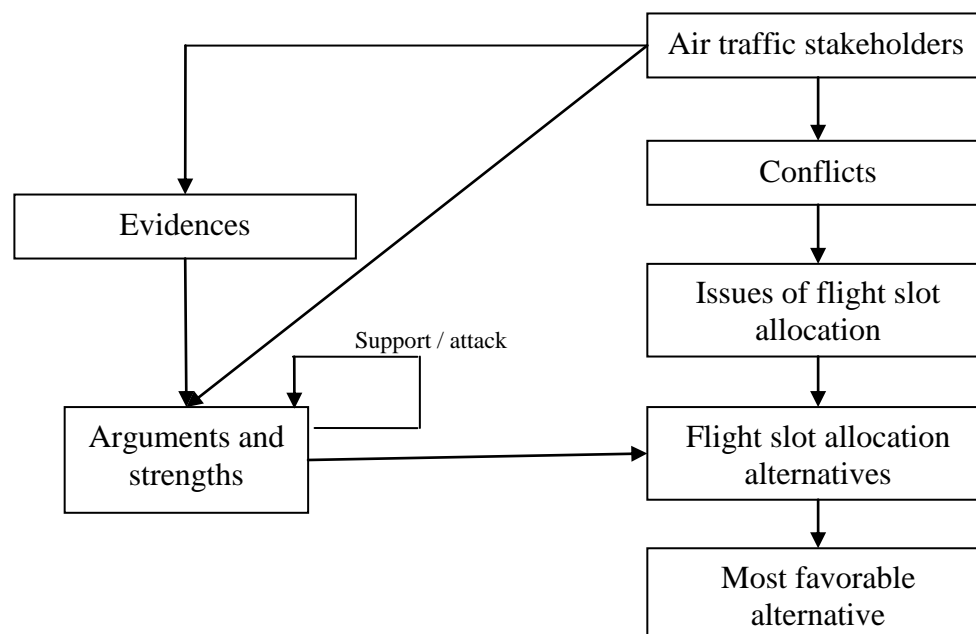 Air traffic stakeholders
Conflicts
Evidences
Issues of flight slot
allocation
Support / attack
Arguments and
strengths
Flight slot allocation
alternatives
Most favorable
alternative